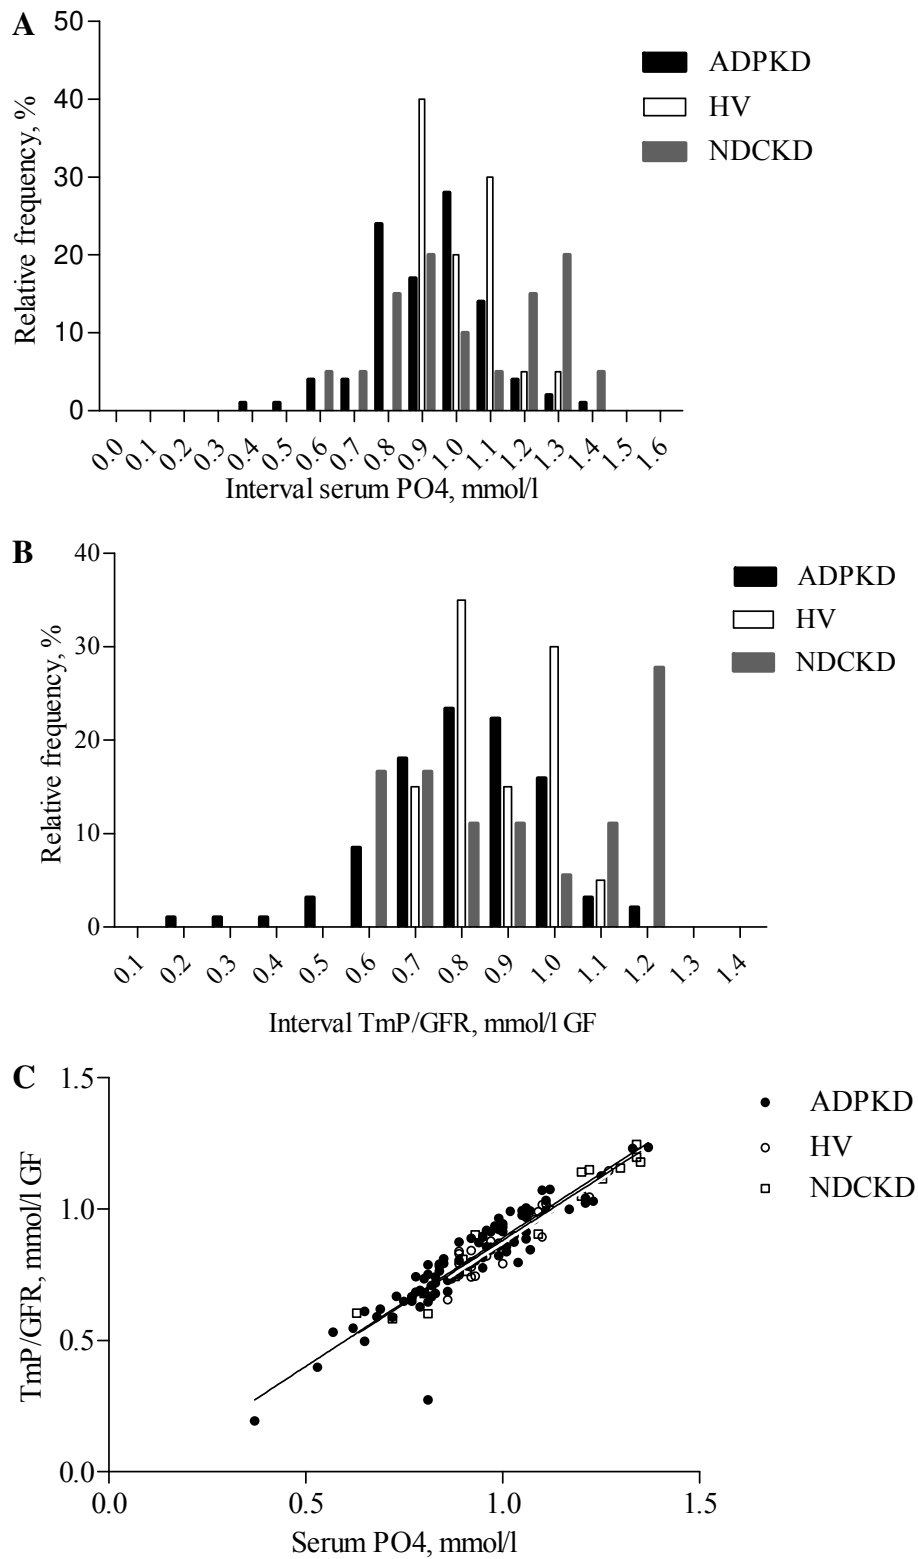 A
50
40
30
20
10
0
Relative frequency, %
ADPKD
HV
NDCKD
0.0 0.1 0.2 0.3 0.4 0.5 0.6 0.7 0.8 0.9 1.0 1.1 1.2 1.3 1.4 1.5 1.6
Interval serum PO4, mmol/l
B
40
30
20
10
0
Relative frequency, %
ADPKD
HV
NDCKD
0.1 0.2 0.3 0.4 0.5 0.6 0.7 0.8 0.9 1.0 1.1 1.2 1.3 1.4
Interval TmP/GFR, mmol/l GF
C
1.5
1.0
0.5
0.0
TmP/GFR, mmol/l GF
ADPKD
HV
NDCKD
0.0 0.5 1.0 1.5
Serum PO4, mmol/l